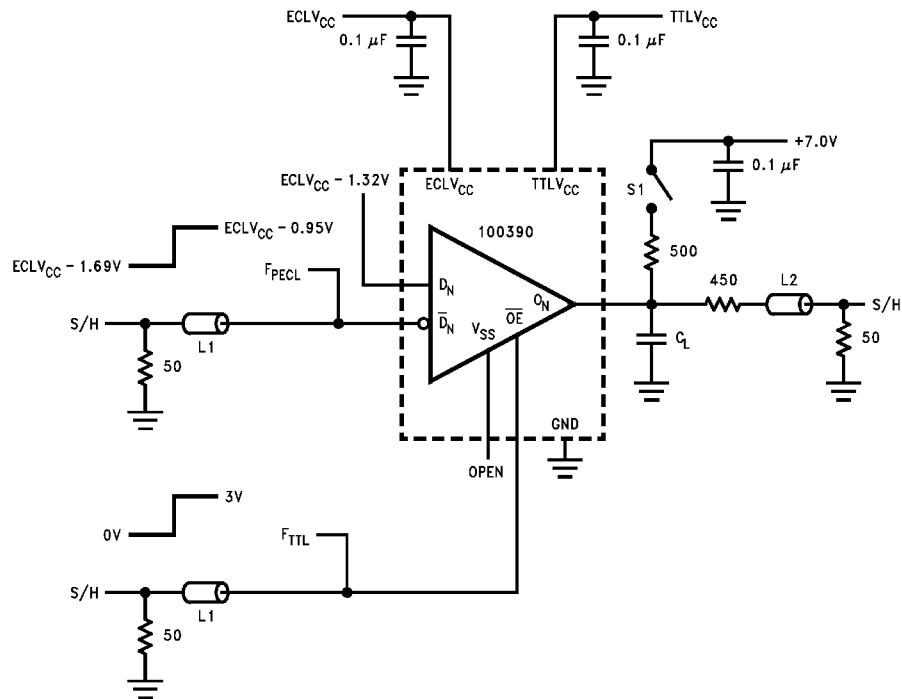 ECLVCC
TTLVCC
0.1 μF
0.1 μF
+7.0V
0.1 μF
ECLVCC – 1.32V
ECLVCC
TTLVCC
S1
100390
ECLVCC – 0.95V
ECLVCC – 1.69V
FPECL
500
450
L2
DN
ON
S/H
S/H
D̅N
VSS
O̅E̅
L1
CL
50
50
GND
OPEN
3V
0V
FTTL
S/H
L1
50